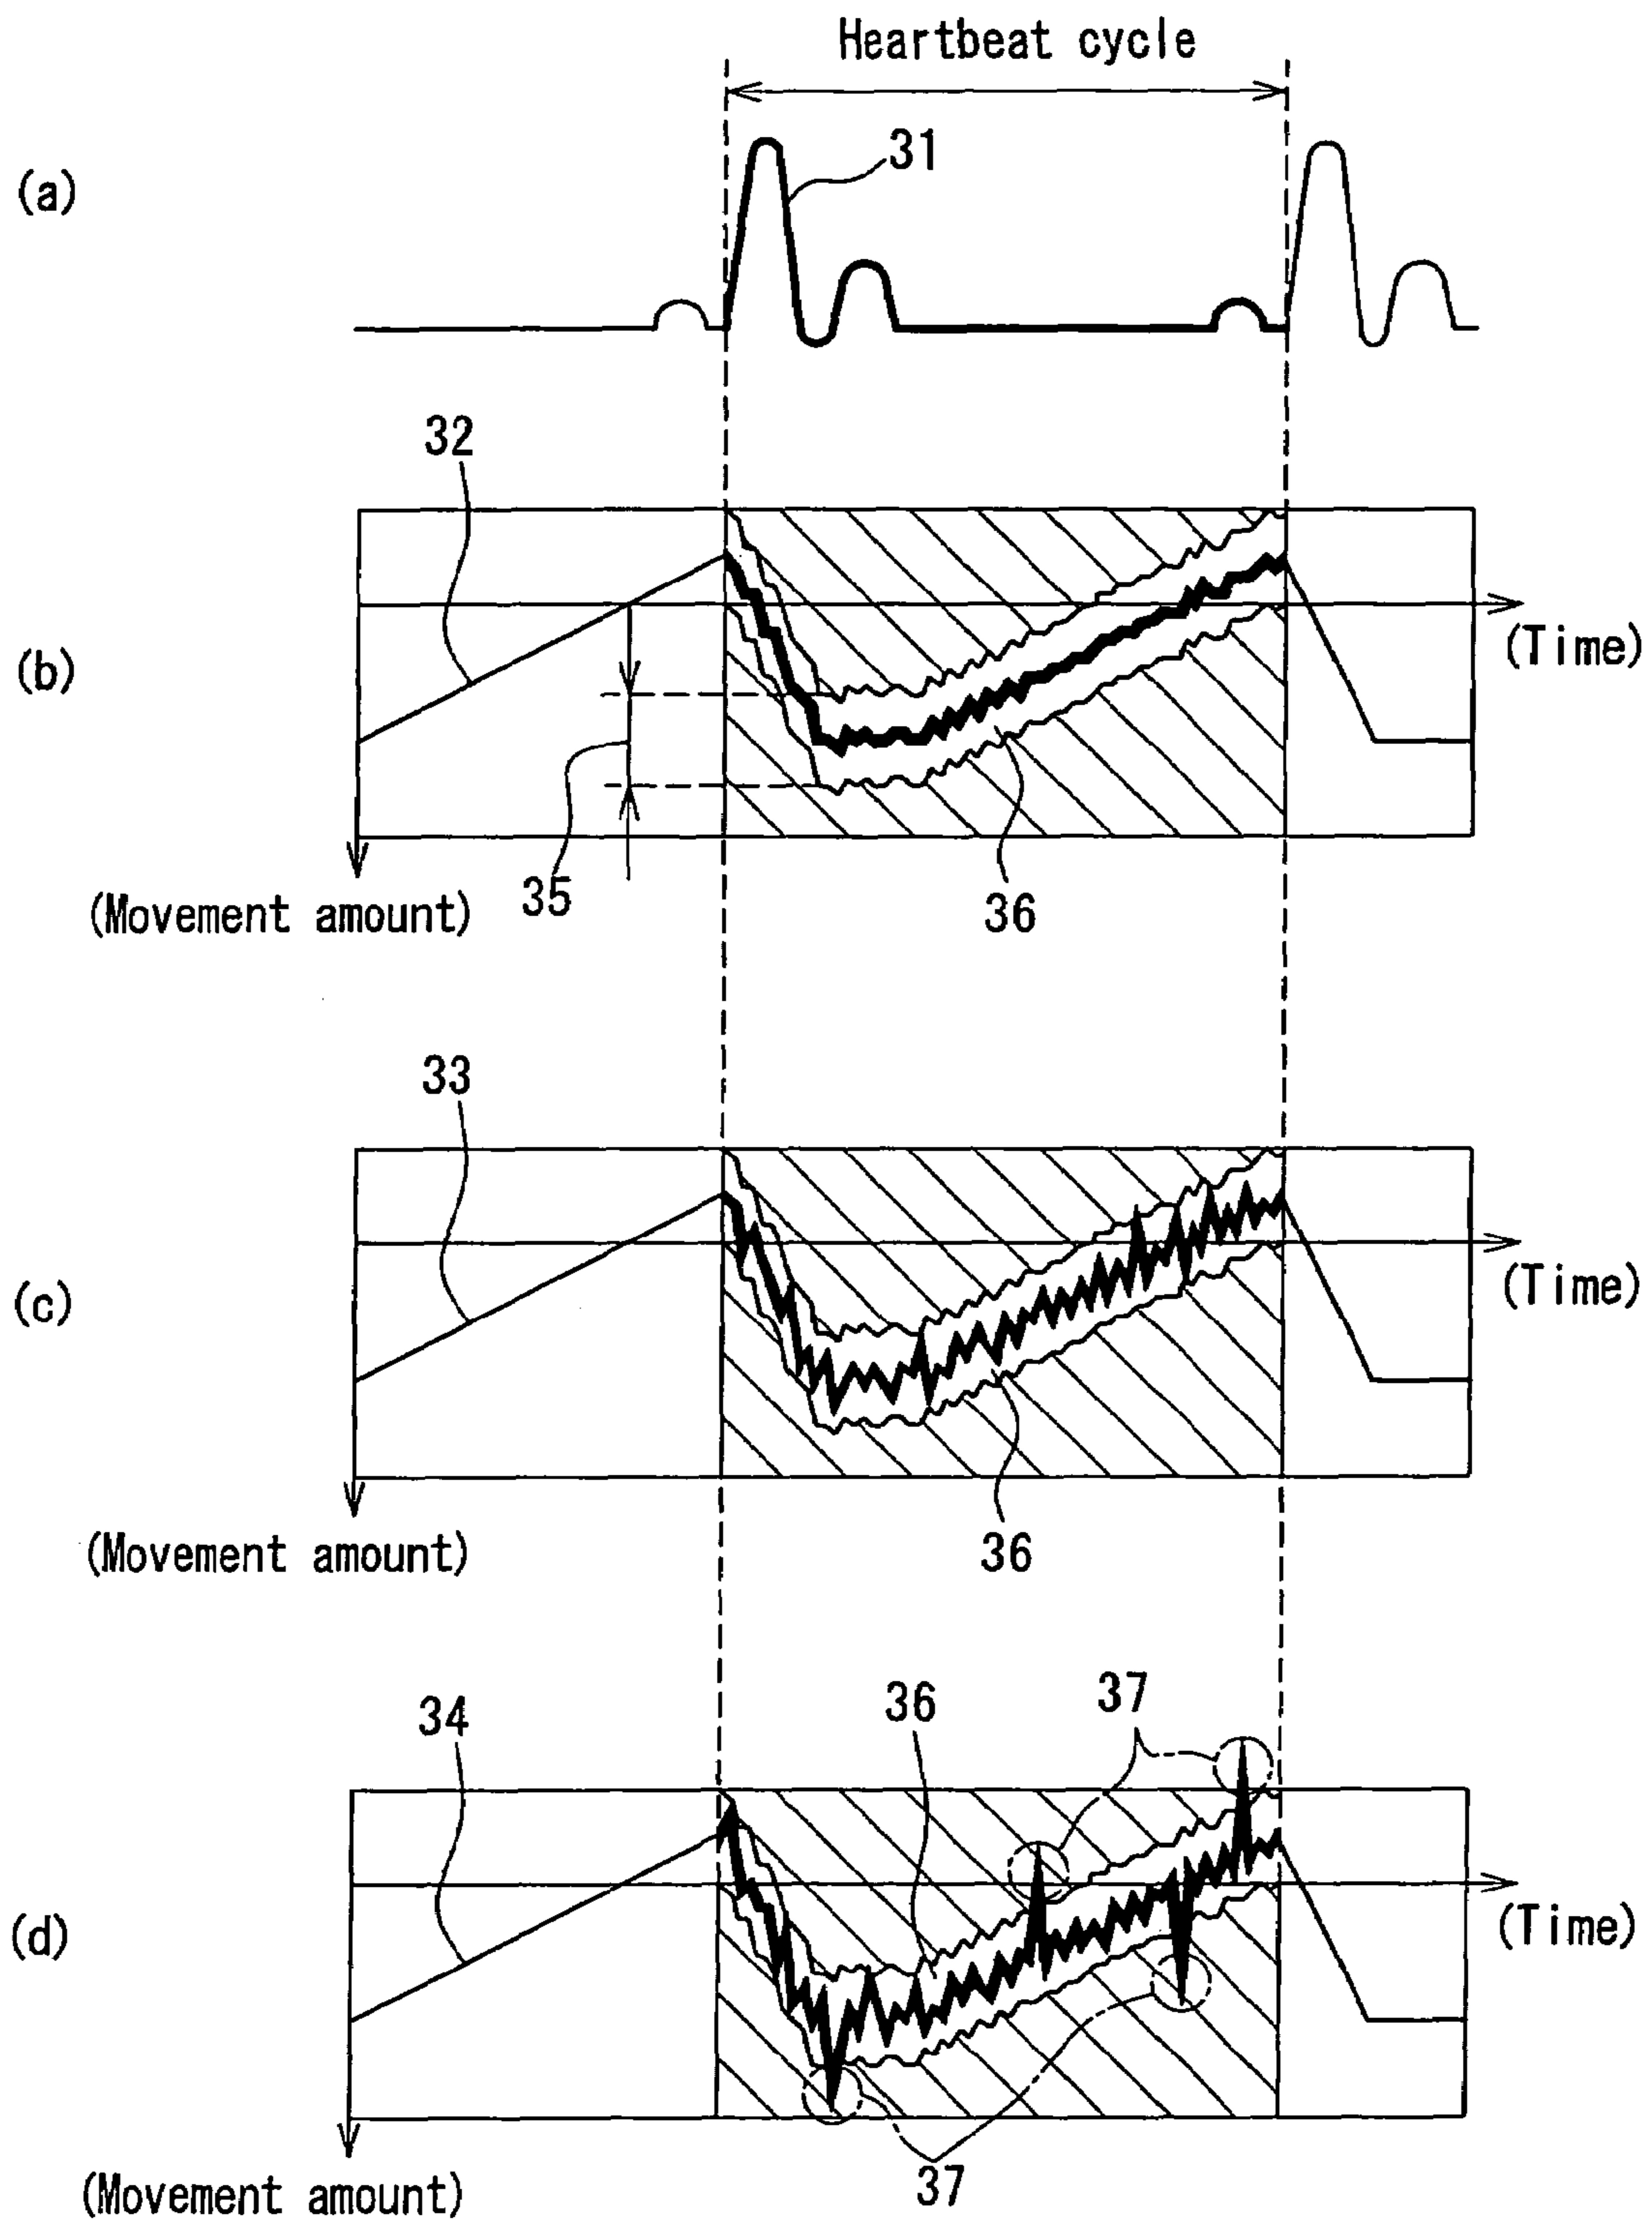 Heartbeat cycle
31
(a)
32
(Time)
(b)
35
36
(Movement amount)
33
(Time)
(c)
36
(Movement amount)
37
36
34
(Time)
(d)
37
(Movement amount)